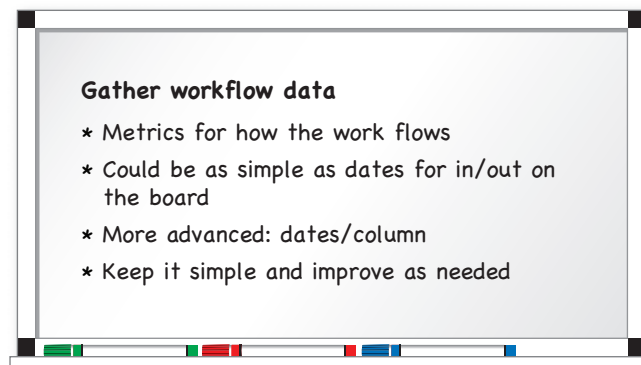 Gather workflow data
* Metrics for how the work flows
* Could be as simple as dates for in/out on
the board
* More advanced: dates/column
* Keep it simple and improve as needed